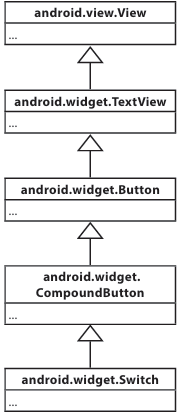 android.view.View
...
android.widget.TextView
...
android.widget.Button
...
android.widget.
CompoundButton
...
android.widget.Switch
...